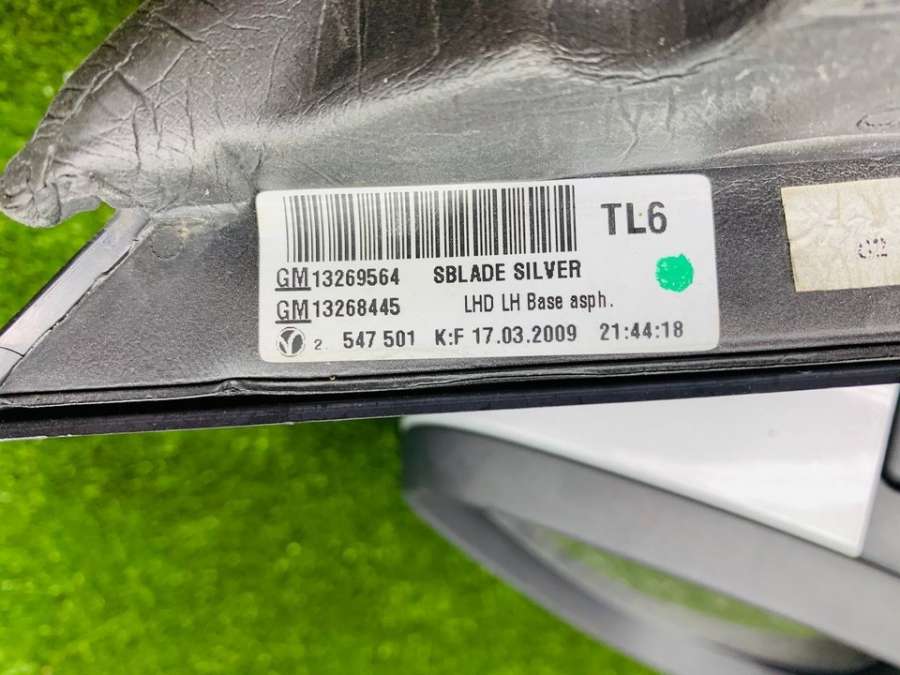 TL6
GM13269564 SBLADE SILVER
GM13268445 LHD LH Base asph.
2 547 501 K:F 17.03.2009 21:44:18